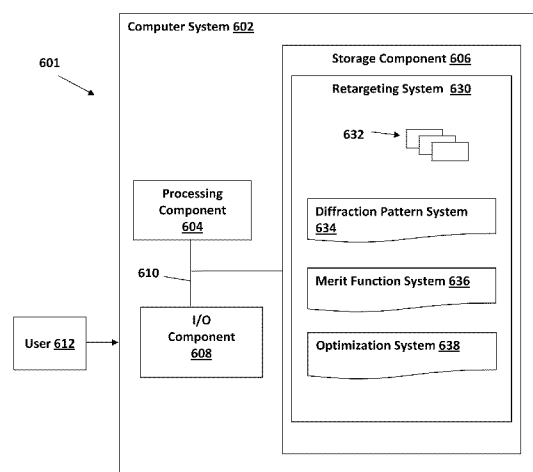 Computer System 602
601
Storage Component 606
Retargeting System 630
632
Processing
Component
604
Diffraction Pattern System
634
610
Merit Function System 636
I/O
Component
608
User 612
Optimization System 638